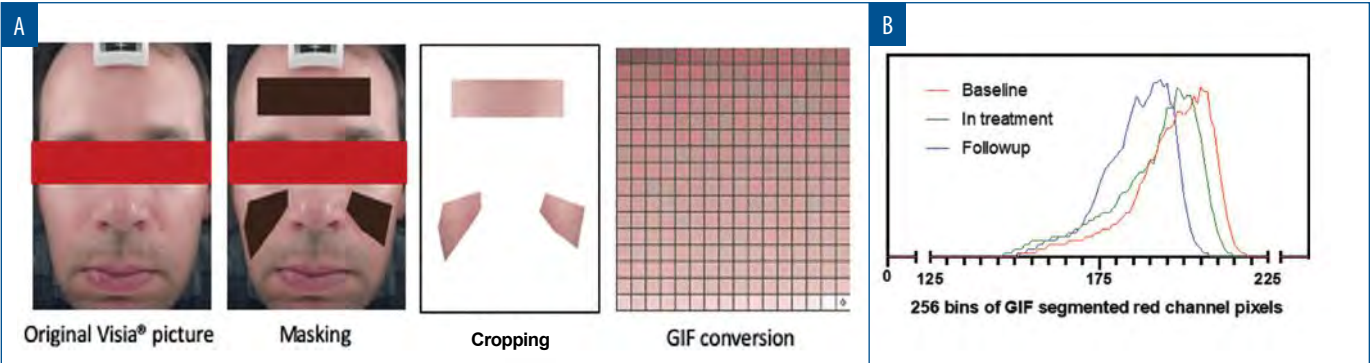 A
Original Visia® picture
Masking
Cropping
GIF conversion
B
Baseline
In treatment
Followup
0 125 175 225
256 bins of GIF segmented red channel pixels